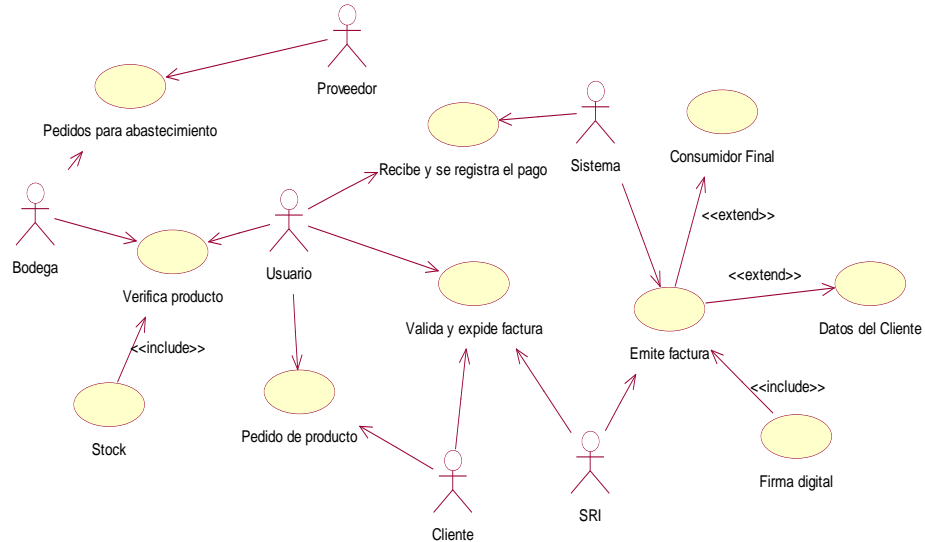 Proveedor
Pedidos para abastecimiento
Recibe y se registra el pago
Sistema
Consumidor Final
<<extend>>
Bodega
Usuario
<<extend>>
Verifica producto
Valida y expide factura
Datos del Cliente
<<include>>
Emite factura
<<include>>
Stock
Pedido de producto
Firma digital
SRI
Cliente